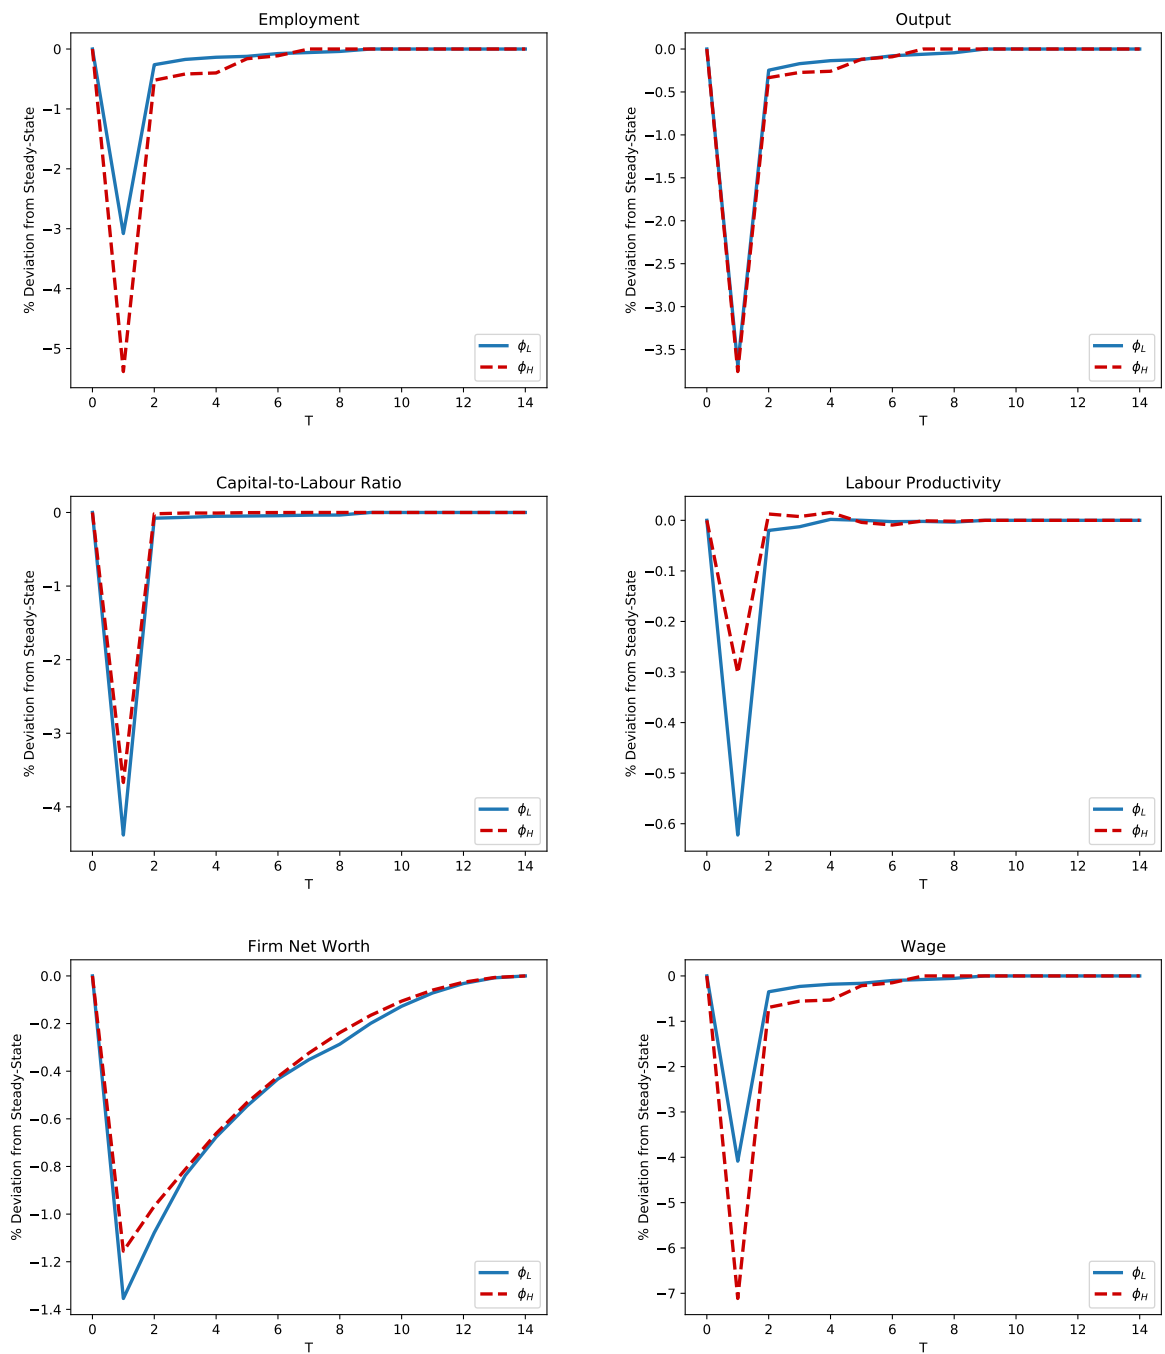 Employment
% Deviation from Steady-State
0
−1
−2
−3
−4
−5
0 2 4 6 8 10 12 14
T
ϕL
ϕH
Output
% Deviation from Steady-State
0.0
−0.5
−1.0
−1.5
−2.0
−2.5
−3.0
−3.5
0 2 4 6 8 10 12 14
T
ϕL
ϕH
Capital-to-Labour Ratio
% Deviation from Steady-State
0
−1
−2
−3
−4
0 2 4 6 8 10 12 14
T
ϕL
ϕH
Labour Productivity
% Deviation from Steady-State
0.0
−0.1
−0.2
−0.3
−0.4
−0.5
−0.6
0 2 4 6 8 10 12 14
T
ϕL
ϕH
Firm Net Worth
% Deviation from Steady-State
0.0
−0.2
−0.4
−0.6
−0.8
−1.0
−1.2
−1.4
0 2 4 6 8 10 12 14
T
ϕL
ϕH
Wage
% Deviation from Steady-State
0
−1
−2
−3
−4
−5
−6
−7
0 2 4 6 8 10 12 14
T
ϕL
ϕH